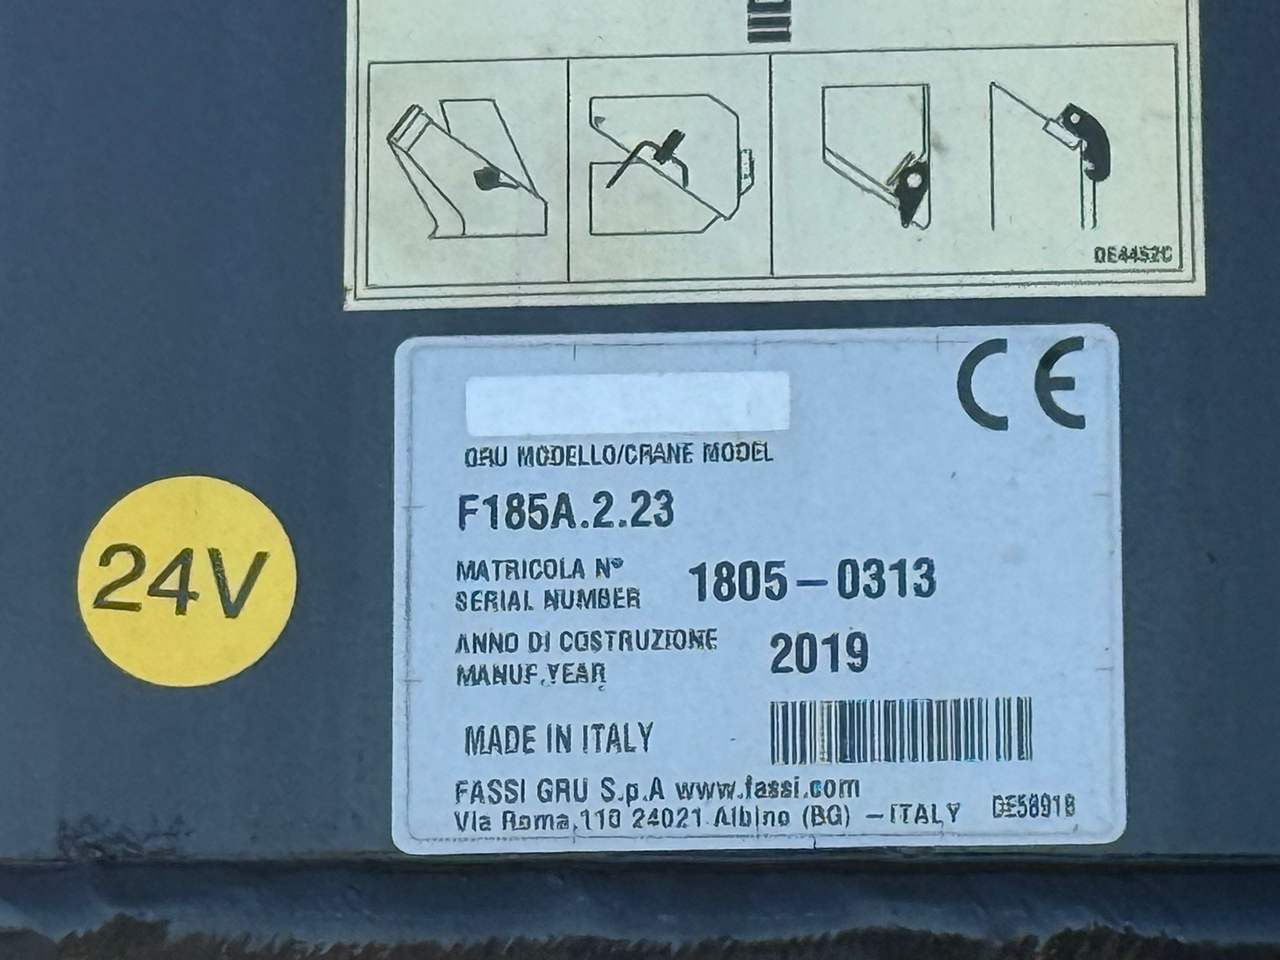 DE4452C
CE
GRU MODELLO/CRANE MODEL
F185A.2.23
MATRICOLA N° 1805-0313
SERIAL NUMBER
ANNO DI COSTRUZIONE 2019
MANUF.YEAR
24V
MADE IN ITALY
FASSI GRU S.p.A www.fassi.com
Via Roma,110 24021 Albino (BG) - ITALY
DE5891B